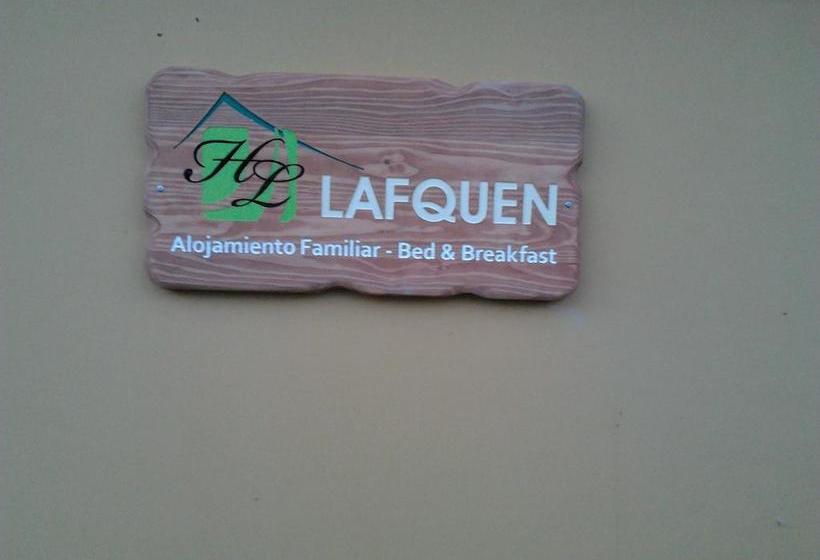 HL
LAFQUEN
Alojamiento Familiar - Bed & Breakfast